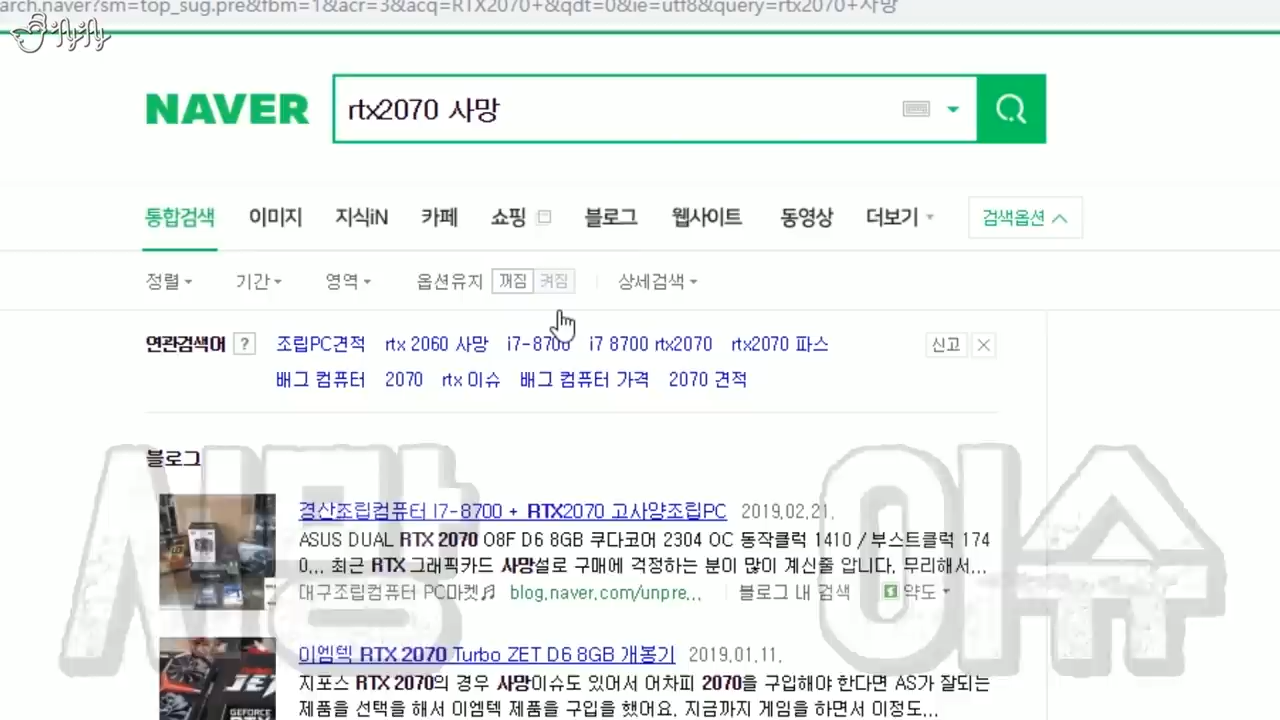 arch.naver?sm=top_sug.pre&fbm=1&acr=3&acq=RTX2070+&qdt=0&ie=utf8&query=rtx2070+사망
NAVER rtx2070 사망
통합검색 이미지 지식iN 카페 쇼핑 블로그 웹사이트 동영상 더보기 검색옵션
정렬 기간 영역 옵션유지 꺼짐 켜짐 상세검색
연관검색어 ? 조립PC견적 rtx 2060 사망 i7-8700 i7 8700 rtx2070 rtx2070 파스 신고
배그 컴퓨터 2070 rtx 이슈 배그 컴퓨터 가격 2070 견적
사망 이슈
블로그
경산조립컴퓨터 I7-8700 + RTX2070 고사양조립PC 2019.02.21.
ASUS DUAL RTX 2070 O8F D6 8GB 쿠다코어 2304 OC 동작클럭 1410 / 부스트클럭 174
0... 최근 RTX 그래픽카드 사망설로 구매에 걱정하는 분이 많이 계신줄 압니다. 무리해서...
대구조립컴퓨터 PC마켓♬ blog.naver.com/unpre... 블로그 내 검색 약도
이엠텍 RTX 2070 Turbo ZET D6 8GB 개봉기 2019.01.11.
지포스 RTX 2070의 경우 사망이슈도 있어서 어차피 2070을 구입해야 한다면 AS가 잘되는
제품을 선택을 해서 이엠텍 제품을 구입을 했어요. 지금까지 게임을 하면서 이정도...